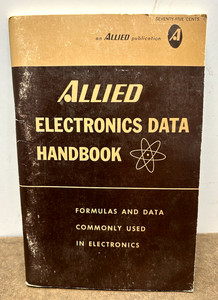 SEVENTY-FIVE CENTS
an ALLIED publication
A
ALLIED
ELECTRONICS DATA
HANDBOOK
FORMULAS AND DATA
COMMONLY USED
IN ELECTRONICS